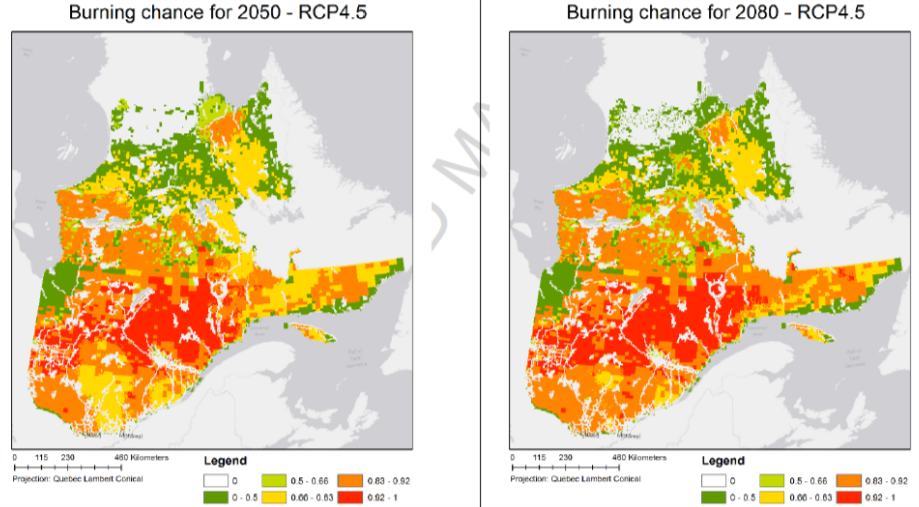 Burning chance for 2050 - RCP4.5
0 115 230 460 Kilometers
Projection: Quebec Lambert Conical
Legend
0
0 - 0.5
0.5 - 0.66
0.66 - 0.83
0.83 - 0.92
0.92 - 1
Burning chance for 2080 - RCP4.5
0 115 230 460 Kilometers
Projection: Quebec Lambert Conical
Legend
0
0 - 0.5
0.5 - 0.66
0.66 - 0.83
0.83 - 0.92
0.92 - 1